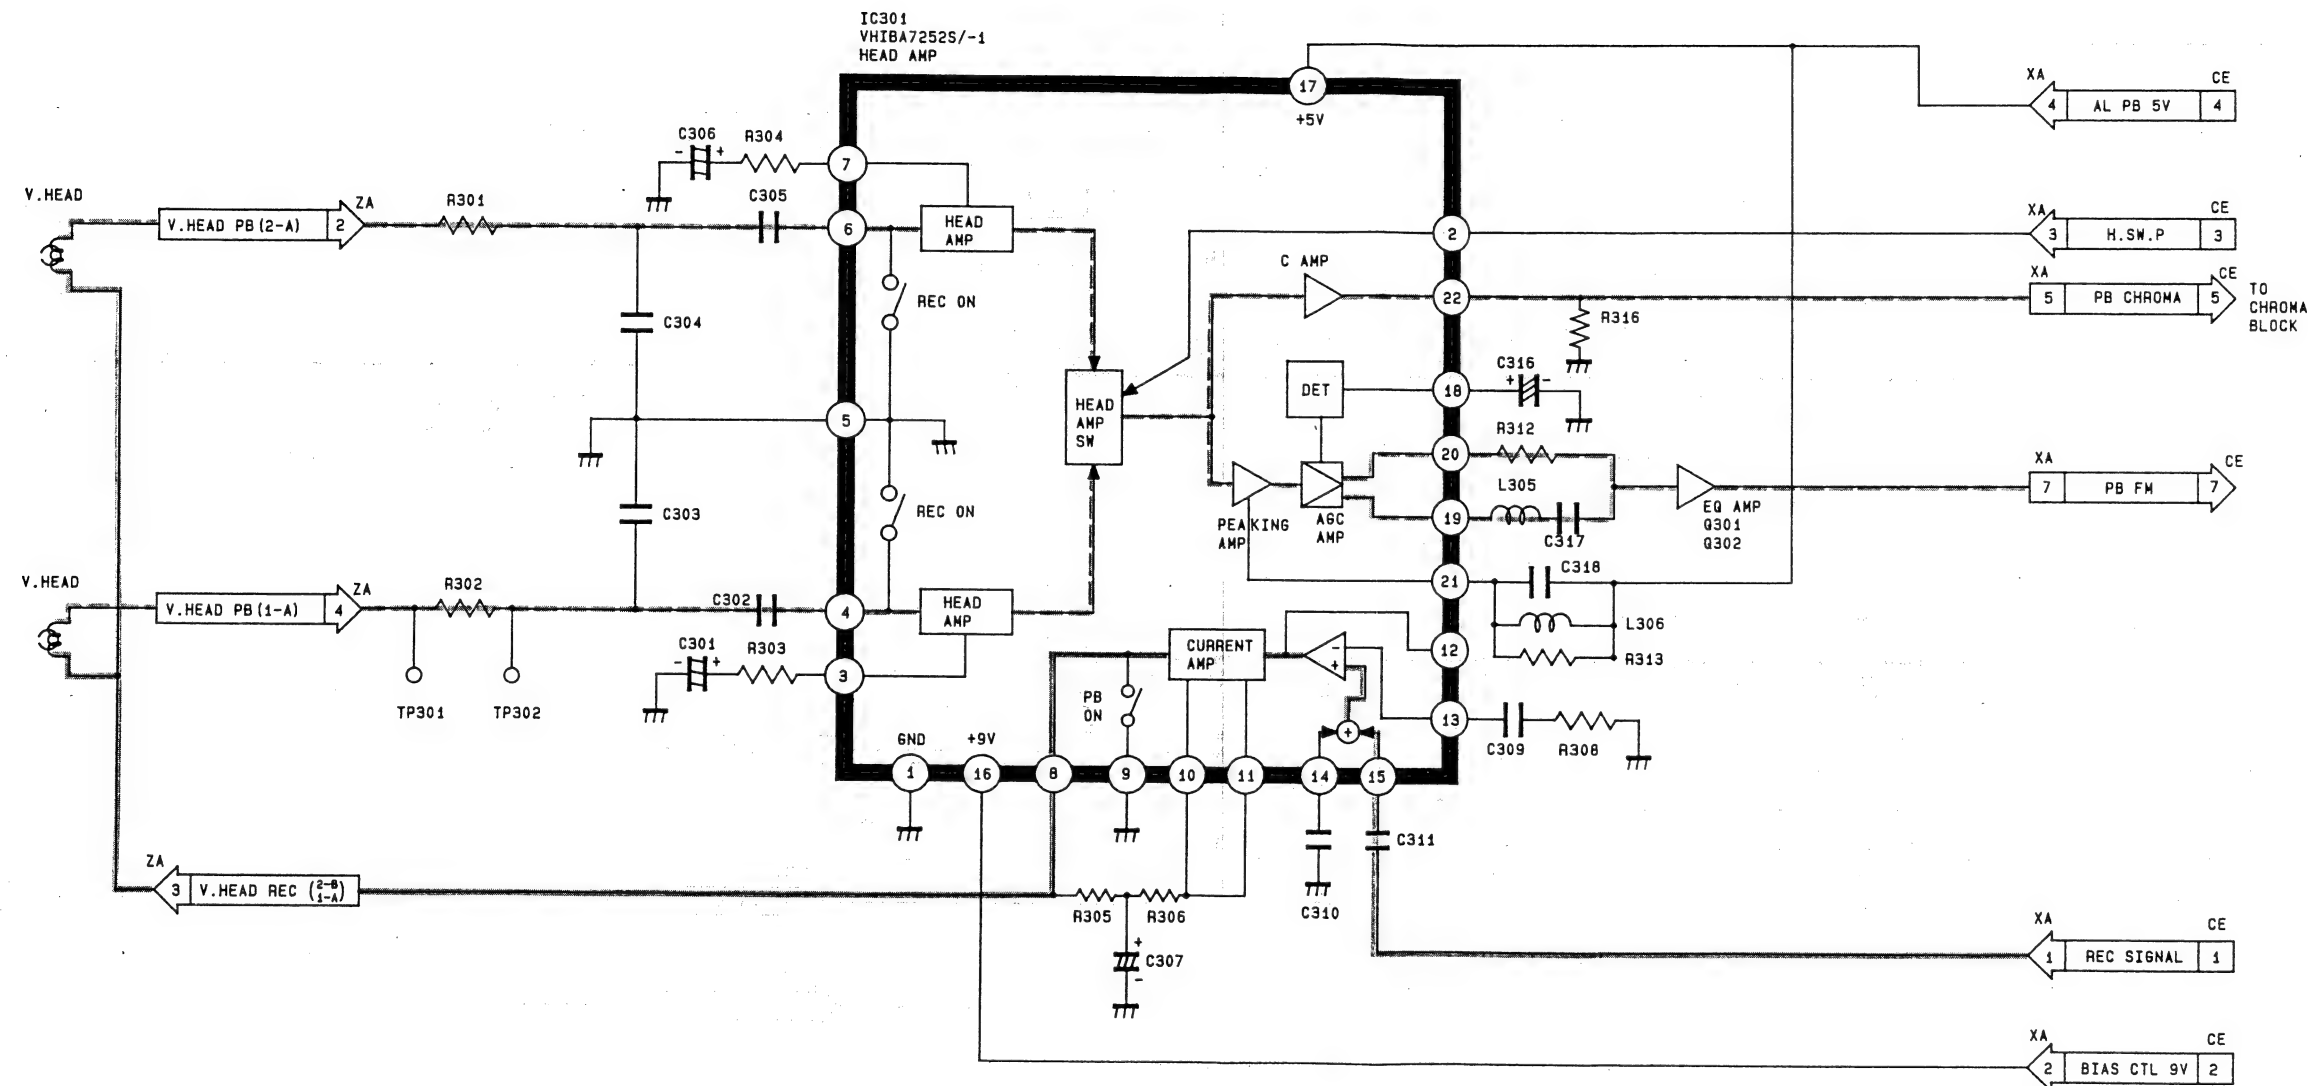 IC301
VHIBA7252S/-1
HEAD AMP
17
+5V
XA
CE
4
AL PB 5V
4
C306
-
+
R304
7
V.HEAD
V.HEAD PB(2-A)
2
ZA
R301
C305
6
HEAD
AMP
2
XA
CE
3
H.SW.P
3
C AMP
22
XA
CE
5
PB CHROMA
5
TO
CHROMA
BLOCK
REC ON
C304
R316
HEAD
AMP
SW
DET
18
C316
+
-
5
R312
20
L305
19
C317
PEAKING
AMP
AGC
AMP
EQ AMP
Q301
Q302
XA
CE
7
PB FM
7
REC ON
C303
V.HEAD
V.HEAD PB(1-A)
4
ZA
R302
C302
4
HEAD
AMP
21
C318
L306
R313
C301
-
+
R303
3
TP301
TP302
CURRENT
AMP
-
+
12
PB
ON
+
13
C309
R308
GND
+9V
1
16
8
9
10
11
14
15
C311
C310
ZA
3
V.HEAD REC (2-B
1-A)
R305
R306
+
C307
-
XA
CE
1
REC SIGNAL
1
XA
CE
2
BIAS CTL 9V
2